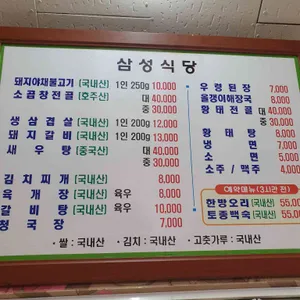 삼성식당
돼지야채불고기 (국내산) 1인 250g 10,000
소곱창전골 (호주산) 대 40,000
중 30,000
생삼겹살 (국내산) 1인 200g 12,000
돼지갈비 (국내산) 1인 200g 13,000
새우탕 (중국산) 대 40,000
중 30,000
김치찌개 (국내산) 8,000
육개장 (국내산) 육우 8,000
갈비탕 (국내산) 육우 10,000
청국장 7,000
우렁된장 7,000
올갱이해장국 8,000
황태전골 대 40,000
중 30,000
황태탕 8,000
냉면 7,000
소면 5,000
소주 / 맥주 4,000
예약메뉴 (3시간 전)
한방오리 (국내산) 55,00
토종백숙 (국내산) 55,00
· 쌀 : 국내산 · 김치 : 국내산 · 고춧가루 : 국내산